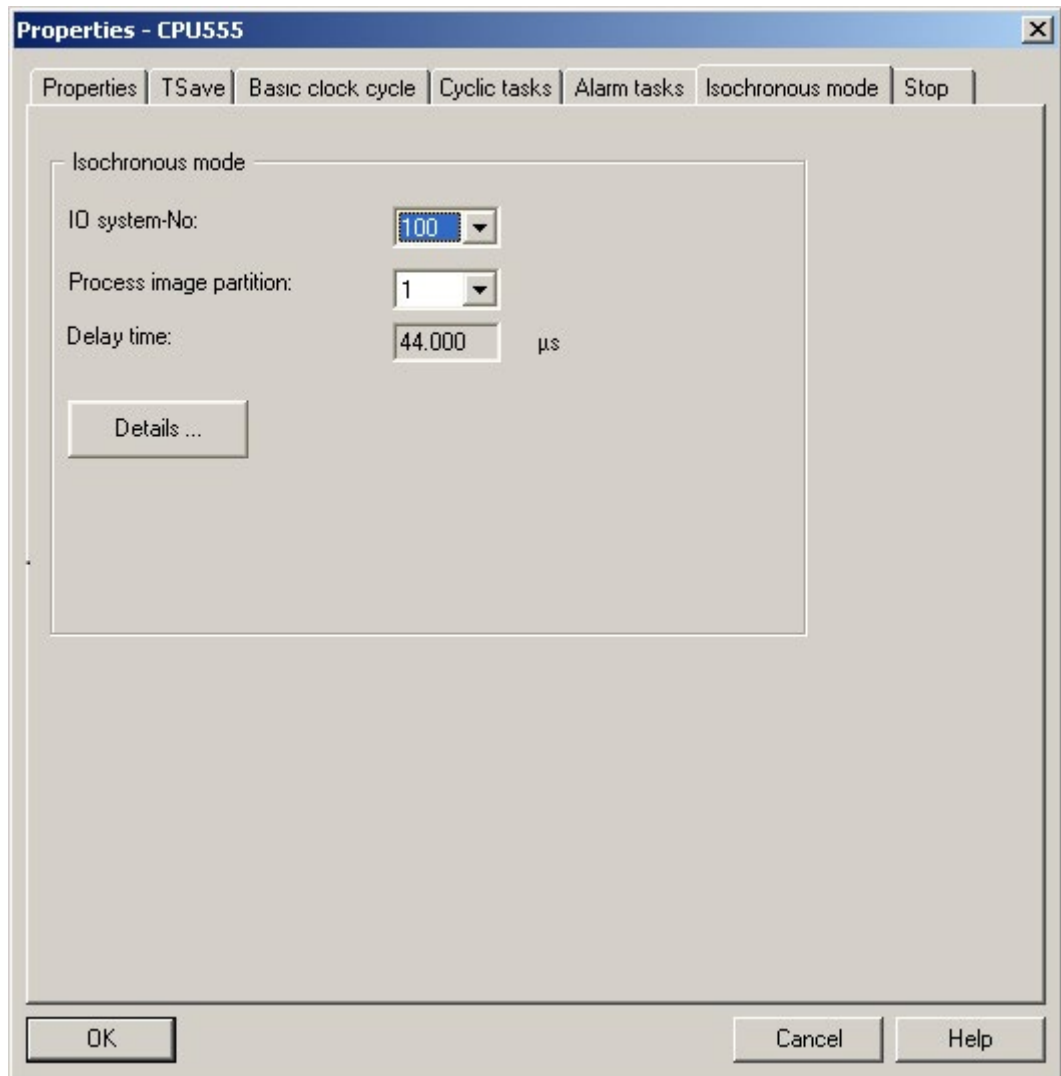 Properties - CPU555
Properties TSave Basic clock cycle Cyclic tasks Alarm tasks Isochronous mode Stop
Isochronous mode
IO system-No: 100
Process image partition: 1
Delay time: 44.000 µs
Details ...
OK Cancel Help